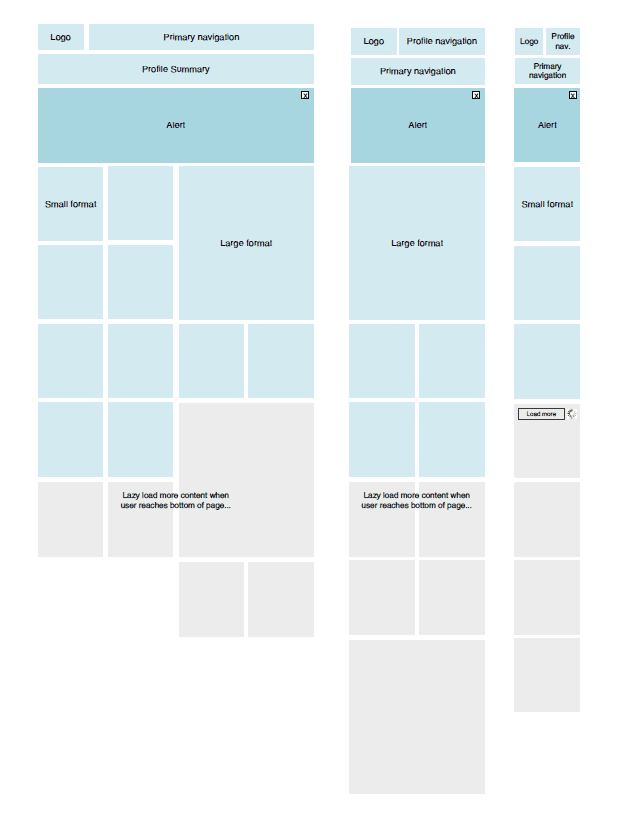 Logo
Primary navigation
Profile Summary
x
Alert
Small format
Large format
Lazy load more content when
user reaches bottom of page...
Logo
Profile navigation
Primary navigation
x
Alert
Large format
Lazy load more content when
user reaches bottom of page...
Logo
Profile
nav.
Primary
navigation
x
Alert
Small format
Load more